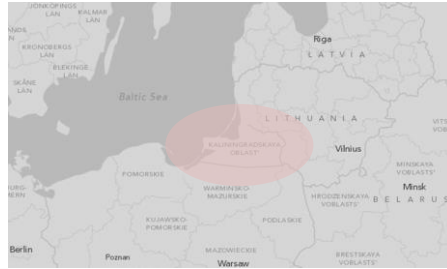 JONKOPINGS
LAN
KALMAR
LAN
KRONOBERGS
LAN
BLEKINGE
LAN
SKANE
LAN
Baltic Sea
Riga
LATVIA
LITHUANIA
KALININGRADSKAYA
OBLAST'
Vilnius
POMORSKIE
WARMINSKO-
MAZURSKIE
HRODZENSKAYA
VOBLASTS'
MINSKAYA
VOBLASTS'
Minsk
BELARUS
KUJAWSKO-
POMORSKIE
PODLASKIE
Berlin
Poznan
MAZOWIECKIE
Warsaw
BRESTSKAYA
VOBLASTS'